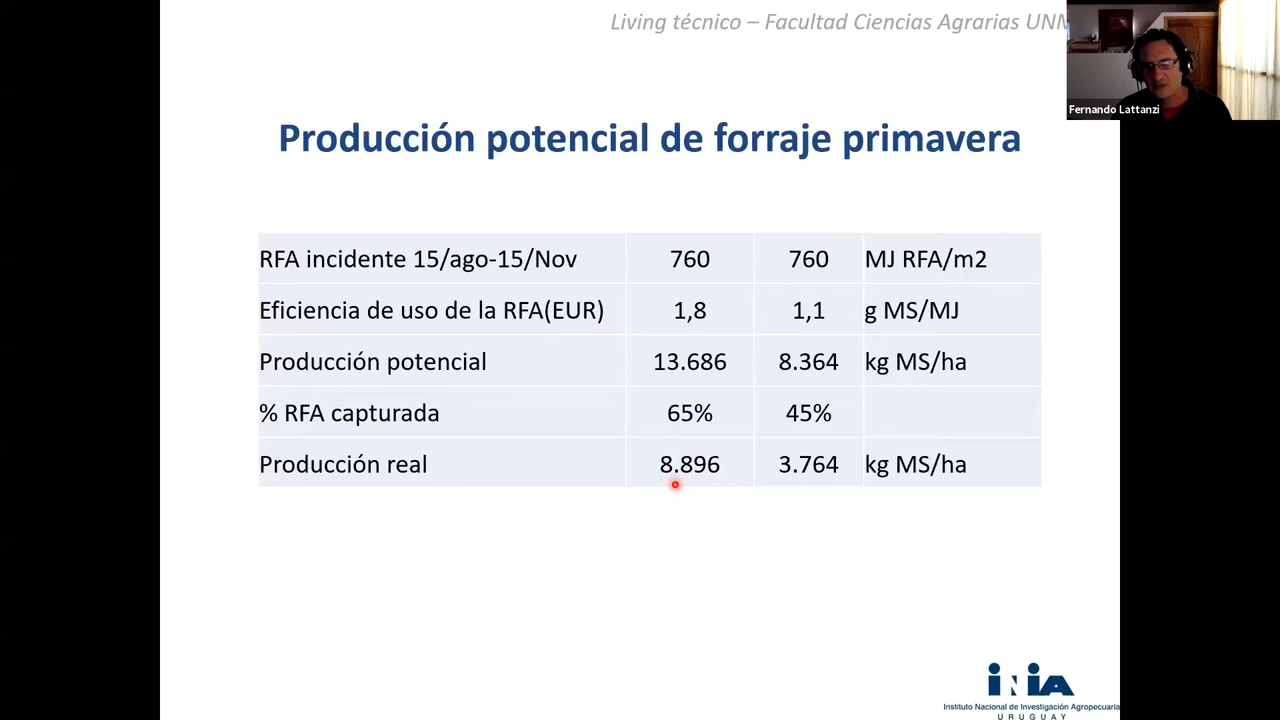 Living técnico – Facultad Ciencias Agrarias UN
Fernando Lattanzi
Producción potencial de forraje primavera
RFA incidente 15/ago-15/Nov 760 760 MJ RFA/m2
Eficiencia de uso de la RFA(EUR) 1,8 1,1 g MS/MJ
Producción potencial 13.686 8.364 kg MS/ha
% RFA capturada 65% 45%
Producción real 8.896 3.764 kg MS/ha
INIA
Instituto Nacional de Investigación Agropecuaria
URUGUAY